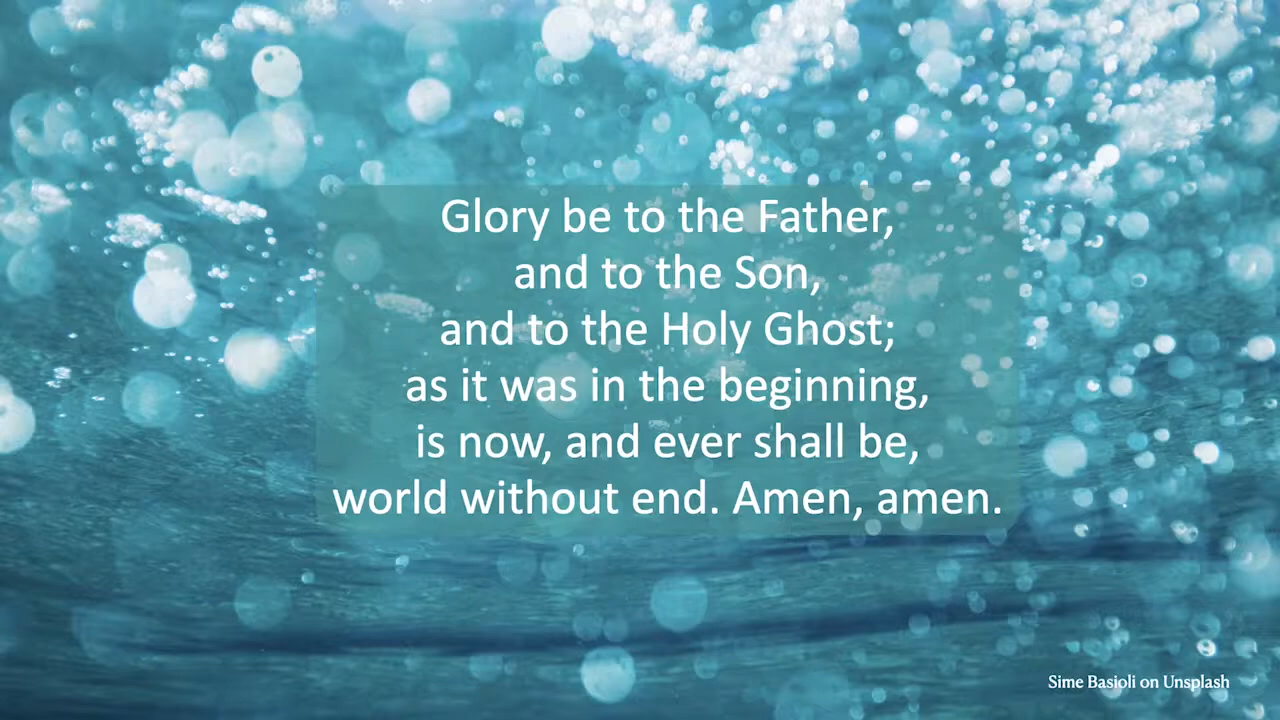 Glory be to the Father,
and to the Son,
and to the Holy Ghost;
as it was in the beginning,
is now, and ever shall be,
world without end. Amen, amen.
Sime Basioli on Unsplash